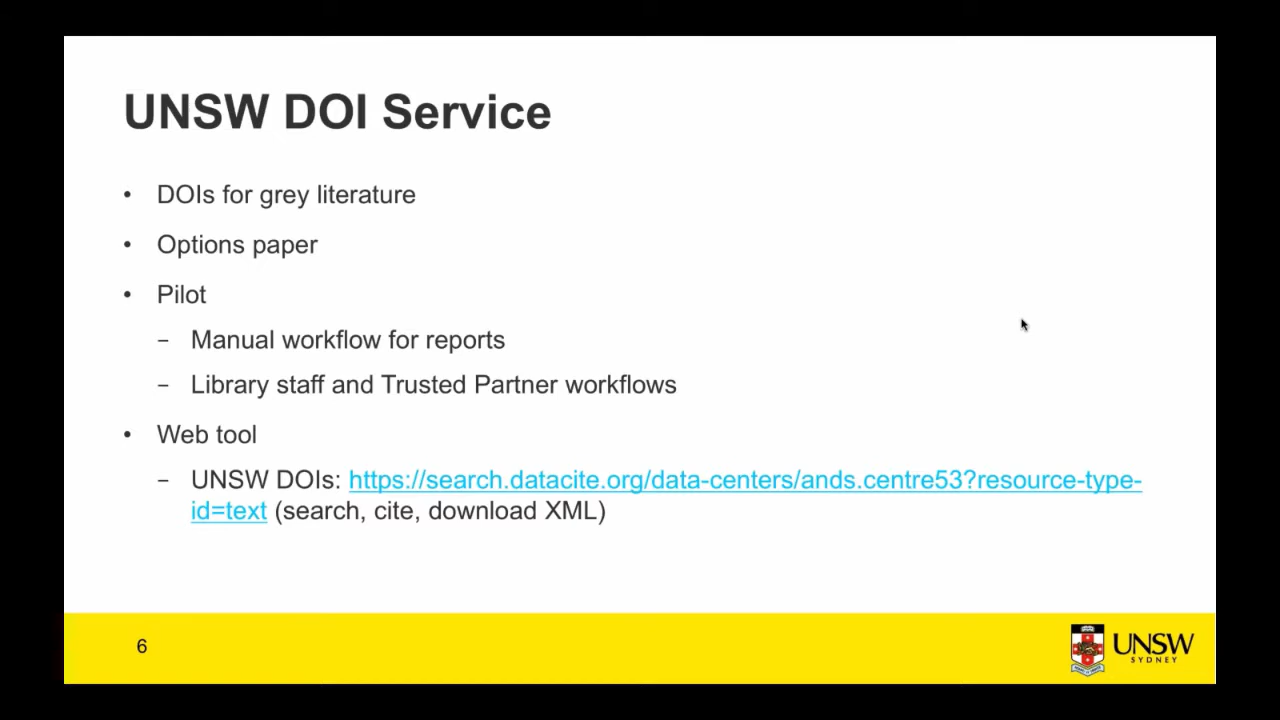 UNSW DOI Service
• DOIs for grey literature
• Options paper
• Pilot
– Manual workflow for reports
– Library staff and Trusted Partner workflows
• Web tool
– UNSW DOIs: https://search.datacite.org/data-centers/ands.centre53?resource-type-
id=text (search, cite, download XML)
6
UNSW
SYDNEY